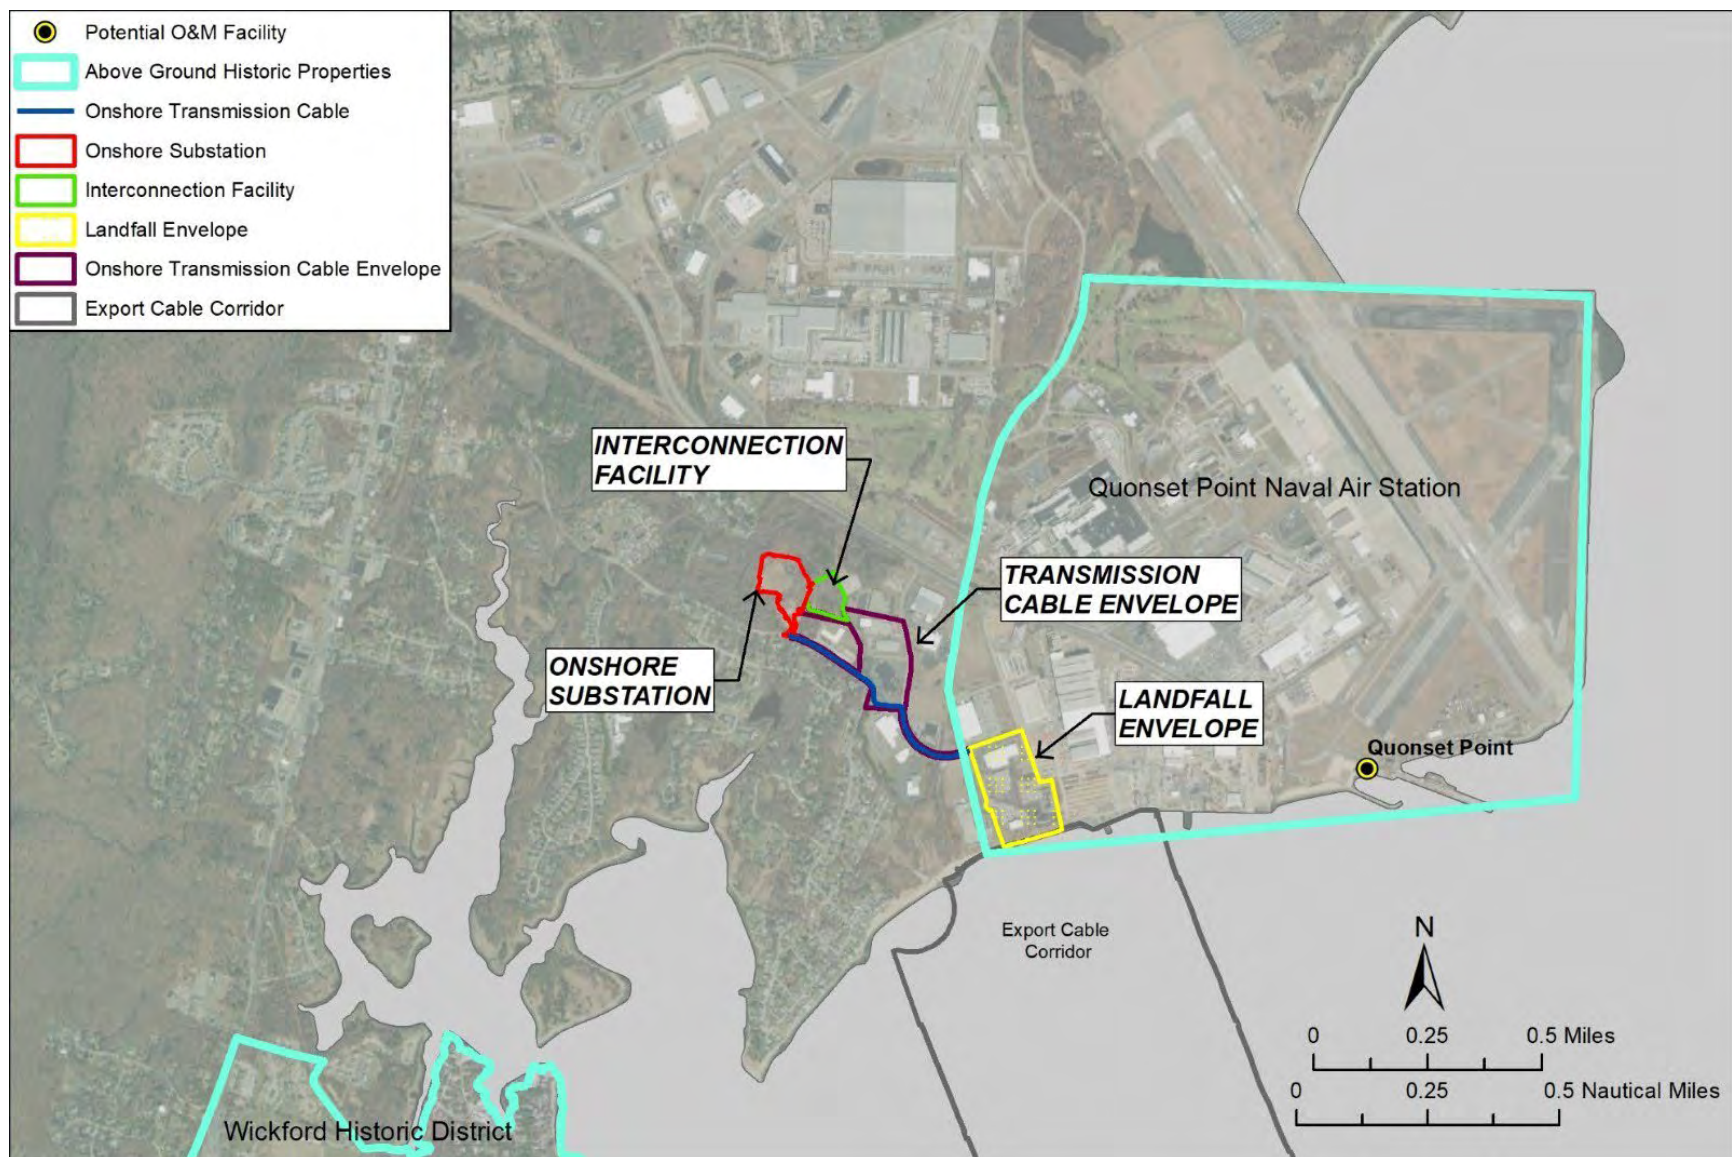 Potential O&M Facility
Above Ground Historic Properties
Onshore Transmission Cable
Onshore Substation
Interconnection Facility
Landfall Envelope
Onshore Transmission Cable Envelope
Export Cable Corridor
INTERCONNECTION
FACILITY
Quonset Point Naval Air Station
TRANSMISSION
CABLE ENVELOPE
ONSHORE
SUBSTATION
LANDFALL
ENVELOPE
Quonset Point
Export Cable
Corridor
N
0 0.25 0.5 Miles
0 0.25 0.5 Nautical Miles
Wickford Historic District